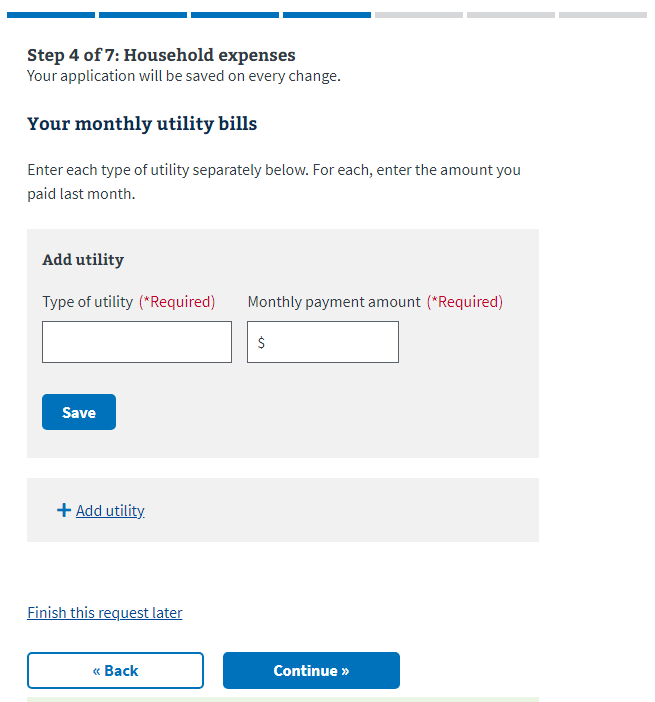 Step 4 of 7: Household expenses
Your application will be saved on every change.
Your monthly utility bills
Enter each type of utility separately below. For each, enter the amount you
paid last month.
Add utility
Type of utility (*Required) Monthly payment amount (*Required)
$
Save
+ Add utility
Finish this request later
« Back Continue »